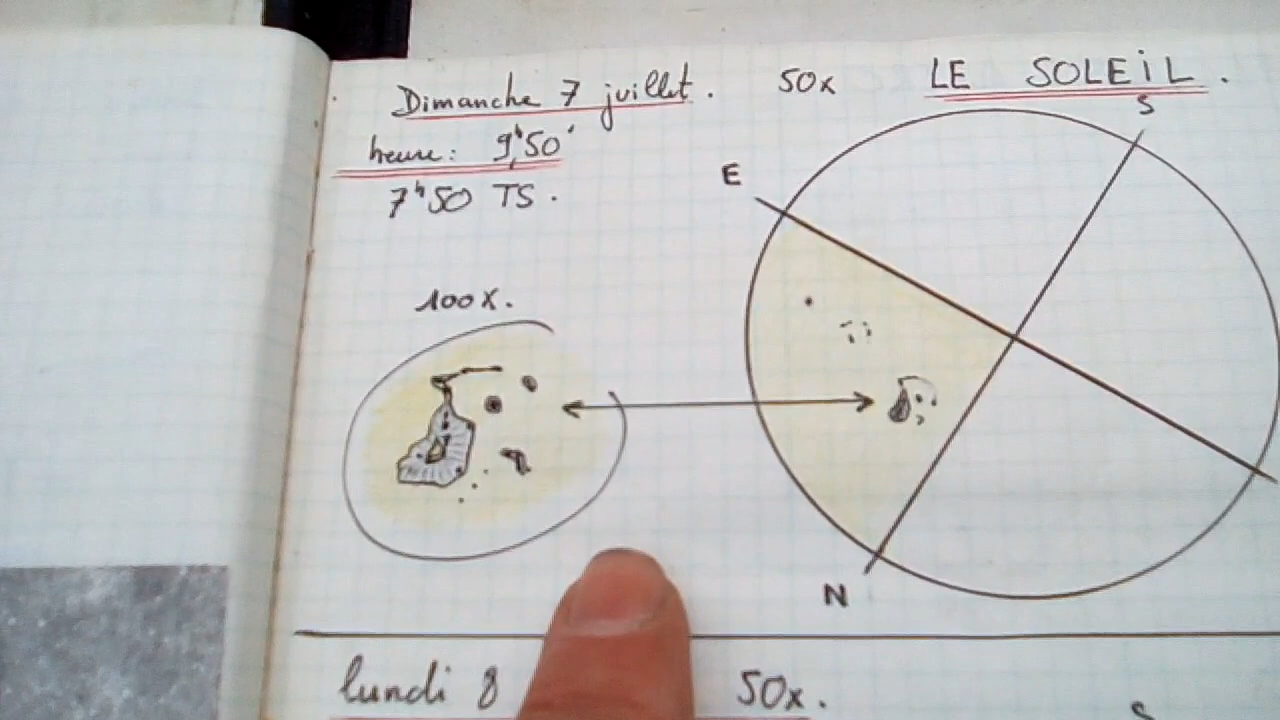 Dimanche 7 juillet. 50x LE SOLEIL.
heure: 9h50'
7h50 TS.
S
E
100x.
N
lundi 8 50x.
S